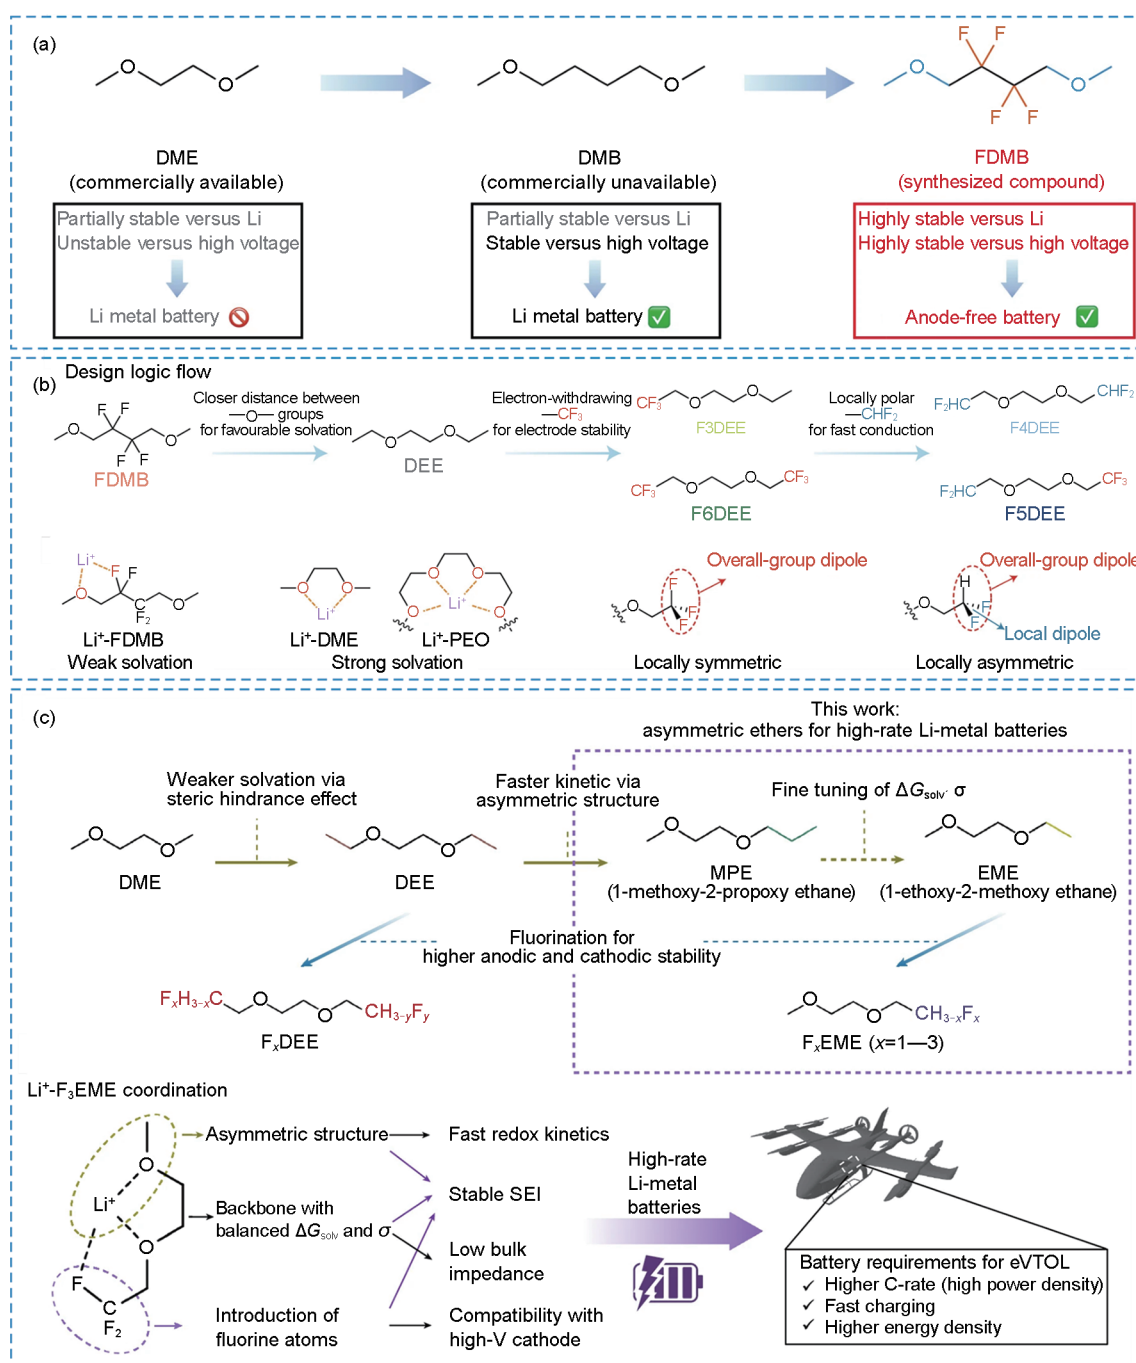 (a)
O
O
DME
(commercially available)
Partially stable versus Li
Unstable versus high voltage
Li metal battery
O
O
DMB
(commercially unavailable)
Partially stable versus Li
Stable versus high voltage
Li metal battery
F F
O
O
F F
FDMB
(synthesized compound)
Highly stable versus Li
Highly stable versus high voltage
Anode-free battery
(b)
Design logic flow
F F
O
O
F F
FDMB
Closer distance between
—O— groups
for favourable solvation
O
O
DEE
Electron-withdrawing
—CF₃
for electrode stability
CF₃ O O
F3DEE
CF₃ O O CF₃
F6DEE
Locally polar
—CHF₂
for fast conduction
F₂HC O O CHF₂
F4DEE
F₂HC O O CF₃
F5DEE
Li⁺
F F
O
O
C
F₂
Li⁺-FDMB
Weak solvation
O O
Li⁺
Li⁺-DME
O O
Li⁺
O O
Li⁺-PEO
Strong solvation
Overall-group dipole
O
F
F
F
Locally symmetric
Overall-group dipole
H
O
F
F
Local dipole
Locally asymmetric
(c)
This work:
asymmetric ethers for high-rate Li-metal batteries
Weaker solvation via
steric hindrance effect
Faster kinetic via
asymmetric structure
Fine tuning of ΔG_solv, σ
O
O
DME
O
O
DEE
O
O
MPE
(1-methoxy-2-propoxy ethane)
O
O
EME
(1-ethoxy-2-methoxy ethane)
Fluorination for
higher anodic and cathodic stability
FₓH₃₋ₓC O O CH₃₋yFy
FₓDEE
O O CH₃₋ₓFₓ
FₓEME (x=1—3)
Li⁺-F₃EME coordination
O
Li⁺
O
F
C
F₂
Asymmetric structure
Backbone with
balanced ΔG_solv and σ
Introduction of
fluorine atoms
Fast redox kinetics
Stable SEI
Low bulk
impedance
Compatibility with
high-V cathode
High-rate
Li-metal
batteries
Battery requirements for eVTOL
✓ Higher C-rate (high power density)
✓ Fast charging
✓ Higher energy density